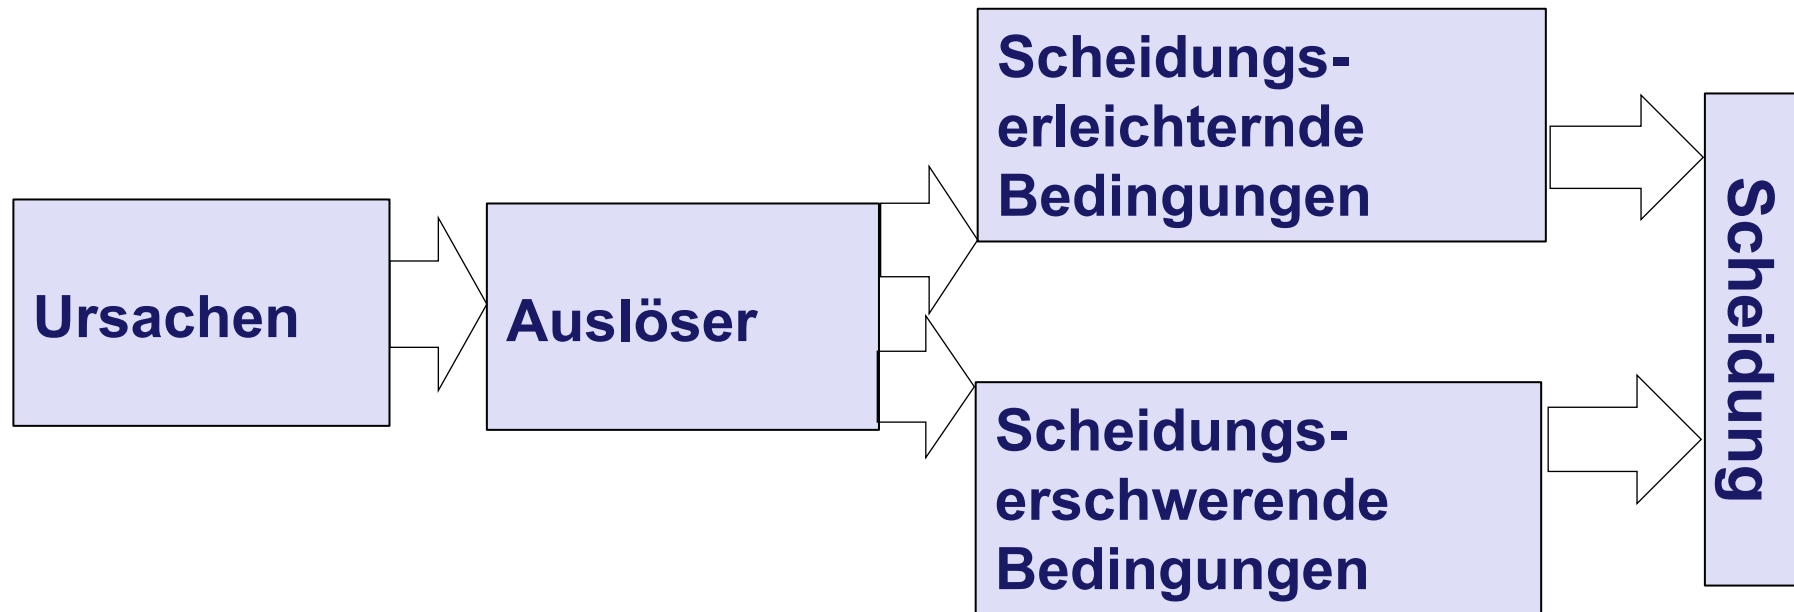 Ursachen
Auslöser
Scheidungs-
erleichternde
Bedingungen
Scheidungs-
erschwerende
Bedingungen
Scheidung